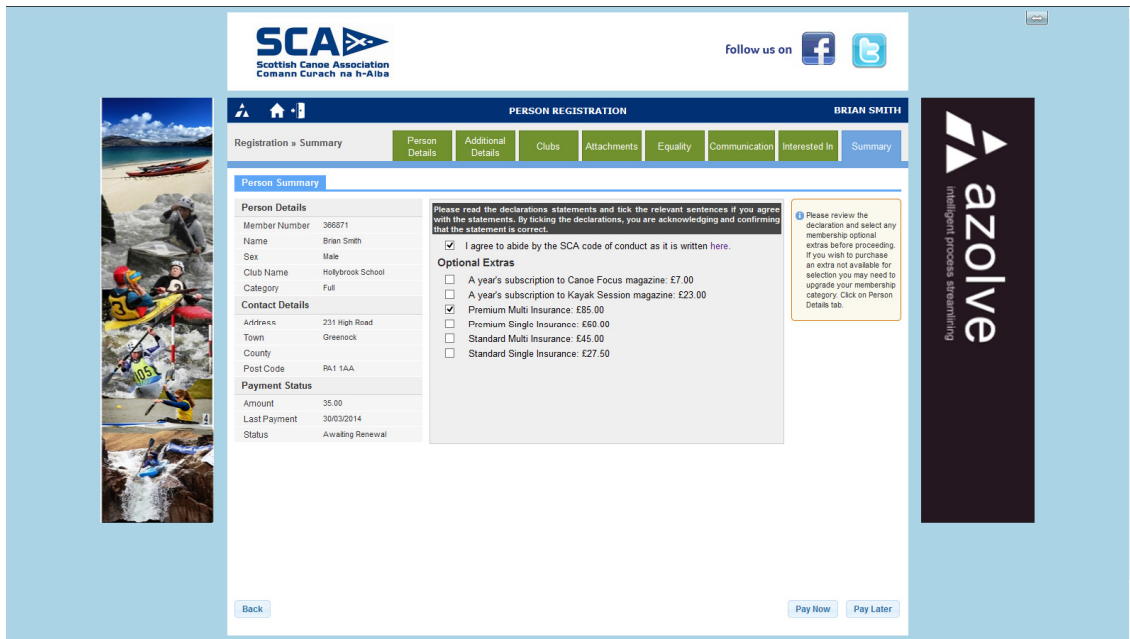 SCA
Scottish Canoe Association
Comann Curach na h-Alba
follow us on
PERSON REGISTRATION
BRIAN SMITH
Registration » Summary
Person Details
Additional Details
Clubs
Attachments
Equality
Communication
Interested In
Summary
Person Summary
Person Details
Member Number 366871
Name Brian Smith
Sex Male
Club Name Hollybrook School
Category Full
Contact Details
Address 231 High Road
Town Greenock
County
Post Code PA1 1AA
Payment Status
Amount 35.00
Last Payment 30/03/2014
Status Awaiting Renewal
Please read the declarations statements and tick the relevant sentences if you agree
with the statements. By ticking the declarations, you are acknowledging and confirming
that the statement is correct.
I agree to abide by the SCA code of conduct as it is written here.
Optional Extras
A year's subscription to Canoe Focus magazine: £7.00
A year's subscription to Kayak Session magazine: £23.00
Premium Multi Insurance: £85.00
Premium Single Insurance: £60.00
Standard Multi Insurance: £45.00
Standard Single Insurance: £27.50
Please review the
declaration and select any
membership optional
extras before proceeding.
If you wish to purchase
an extra not available for
selection you may need to
upgrade your membership
category. Click on Person
Details tab.
azolve
intelligent process streamlining
105
4
Back
Pay Now
Pay Later